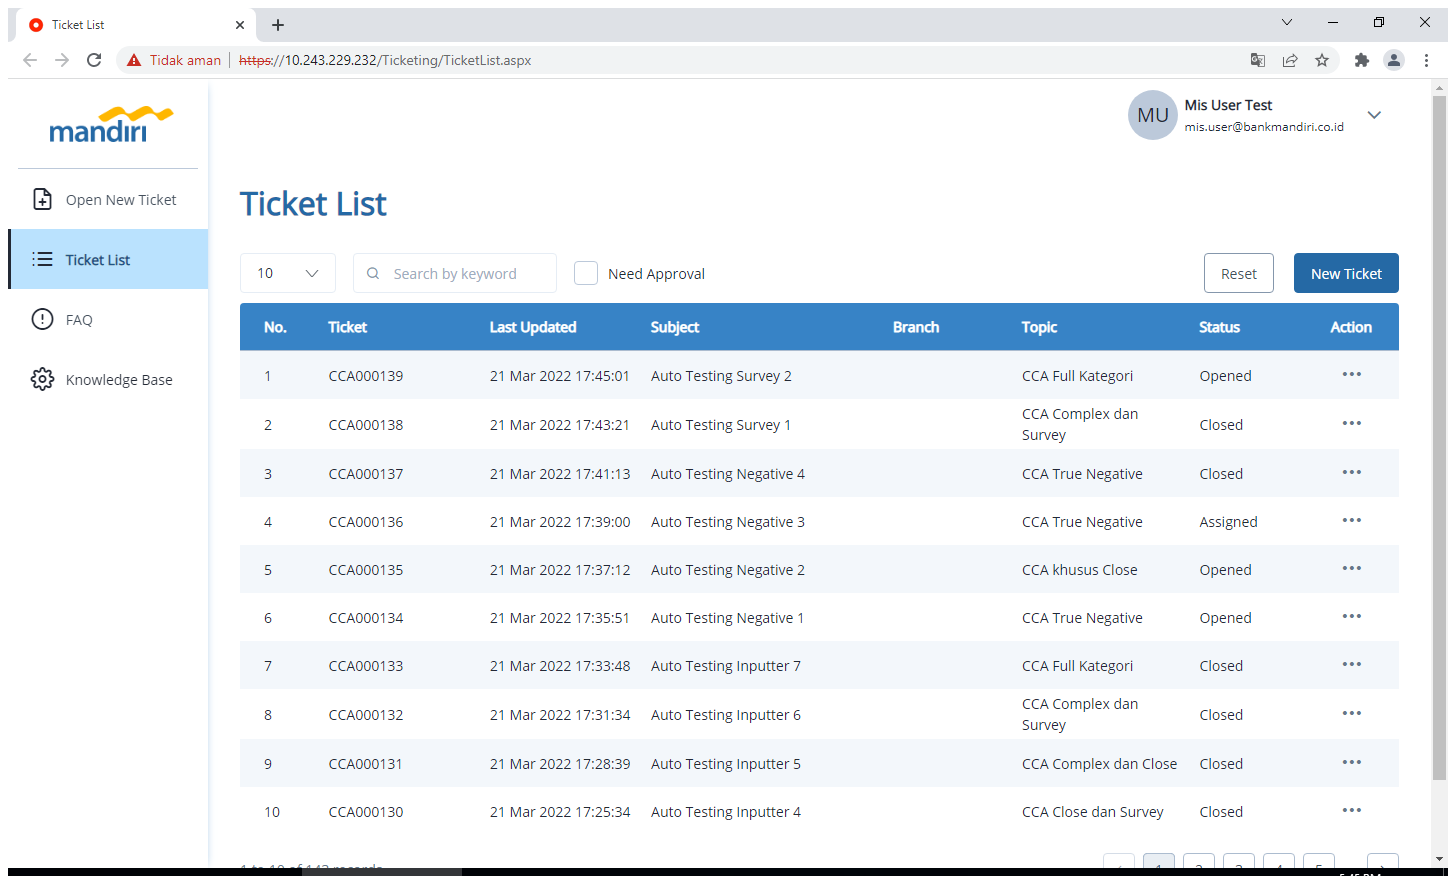 Ticket List
Tidak aman https://10.243.229.232/Ticketing/TicketList.aspx
mandiri
MU
Mis User Test
mis.user@bankmandiri.co.id
Open New Ticket
Ticket List
FAQ
Knowledge Base
Ticket List
10 Search by keyword Need Approval Reset New Ticket
No. Ticket Last Updated Subject Branch Topic Status Action
1 CCA000139 21 Mar 2022 17:45:01 Auto Testing Survey 2 CCA Full Kategori Opened
2 CCA000138 21 Mar 2022 17:43:21 Auto Testing Survey 1 CCA Complex dan Survey Closed
3 CCA000137 21 Mar 2022 17:41:13 Auto Testing Negative 4 CCA True Negative Closed
4 CCA000136 21 Mar 2022 17:39:00 Auto Testing Negative 3 CCA True Negative Assigned
5 CCA000135 21 Mar 2022 17:37:12 Auto Testing Negative 2 CCA khusus Close Opened
6 CCA000134 21 Mar 2022 17:35:51 Auto Testing Negative 1 CCA True Negative Opened
7 CCA000133 21 Mar 2022 17:33:48 Auto Testing Inputter 7 CCA Full Kategori Closed
8 CCA000132 21 Mar 2022 17:31:34 Auto Testing Inputter 6 CCA Complex dan Survey Closed
9 CCA000131 21 Mar 2022 17:28:39 Auto Testing Inputter 5 CCA Complex dan Close Closed
10 CCA000130 21 Mar 2022 17:25:34 Auto Testing Inputter 4 CCA Close dan Survey Closed